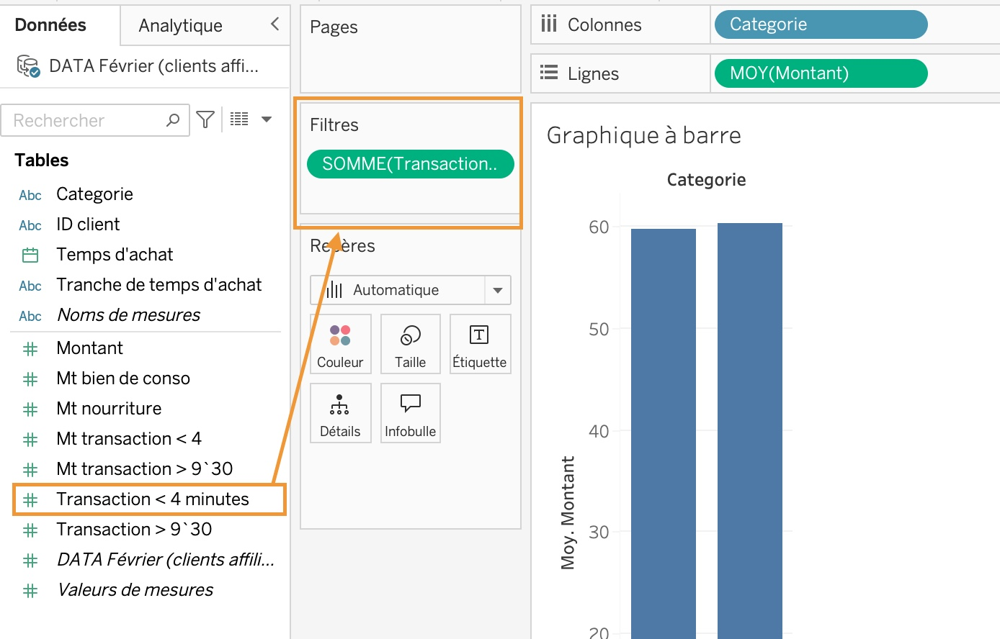 Données
Analytique
DATA Février (clients affi...
Rechercher
Tables
Abc Categorie
Abc ID client
Temps d'achat
Abc Tranche de temps d'achat
Abc Noms de mesures
Montant
Mt bien de conso
Mt nourriture
Mt transaction < 4
Mt transaction > 9`30
Transaction < 4 minutes
Transaction > 9`30
DATA Février (clients affili...
Valeurs de mesures
Pages
Filtres
SOMME(Transaction..
Repères
Automatique
Couleur
Taille
T
Étiquette
Détails
Infobulle
Colonnes
Categorie
Lignes
MOY(Montant)
Graphique à barre
Categorie
60
50
40
30
20
Moy. Montant